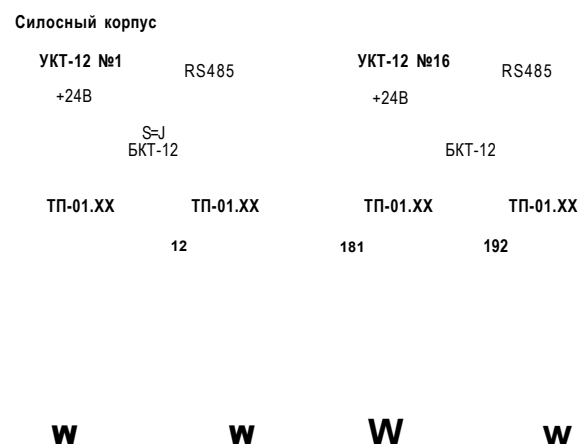 Силосный корпус
УКТ-12 №1 RS485 УКТ-12 №16 RS485
+24В +24В
S=J
БКТ-12 БКТ-12
ТП-01.ХХ ТП-01.ХХ ТП-01.ХХ ТП-01.ХХ
12 181 192
w w W w